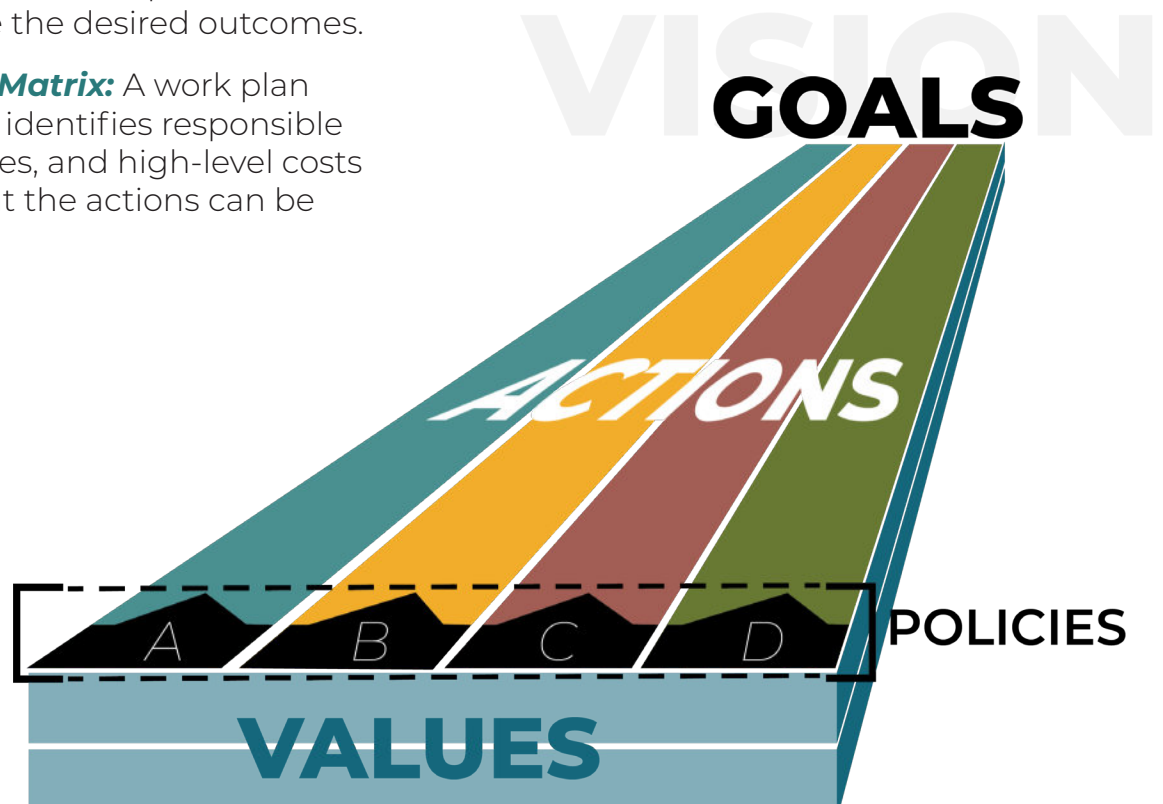 e the desired outcomes.
Matrix: A work plan
identifies responsible
es, and high-level costs
t the actions can be
VISION
GOALS
ACTIONS
A B C D
POLICIES
VALUES